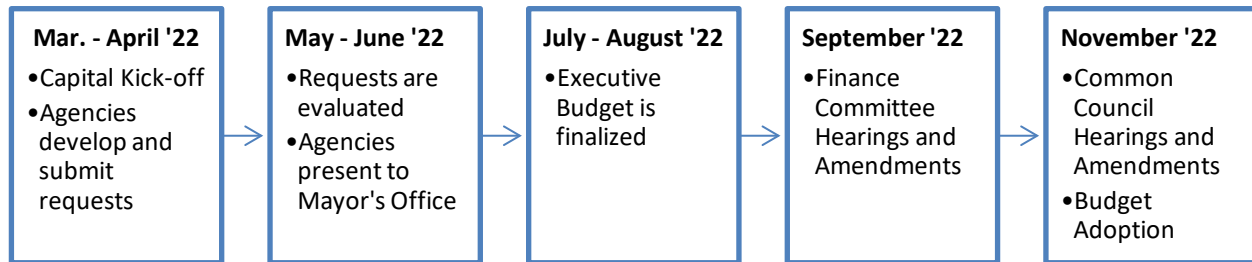 Mar. - April '22
•Capital Kick-off
•Agencies
develop and
submit
requests
May - June '22
•Requests are
evaluated
•Agencies
present to
Mayor's Office
July - August '22
•Executive
Budget is
finalized
September '22
•Finance
Committee
Hearings and
Amendments
November '22
•Common
Council
Hearings and
Amendments
•Budget
Adoption